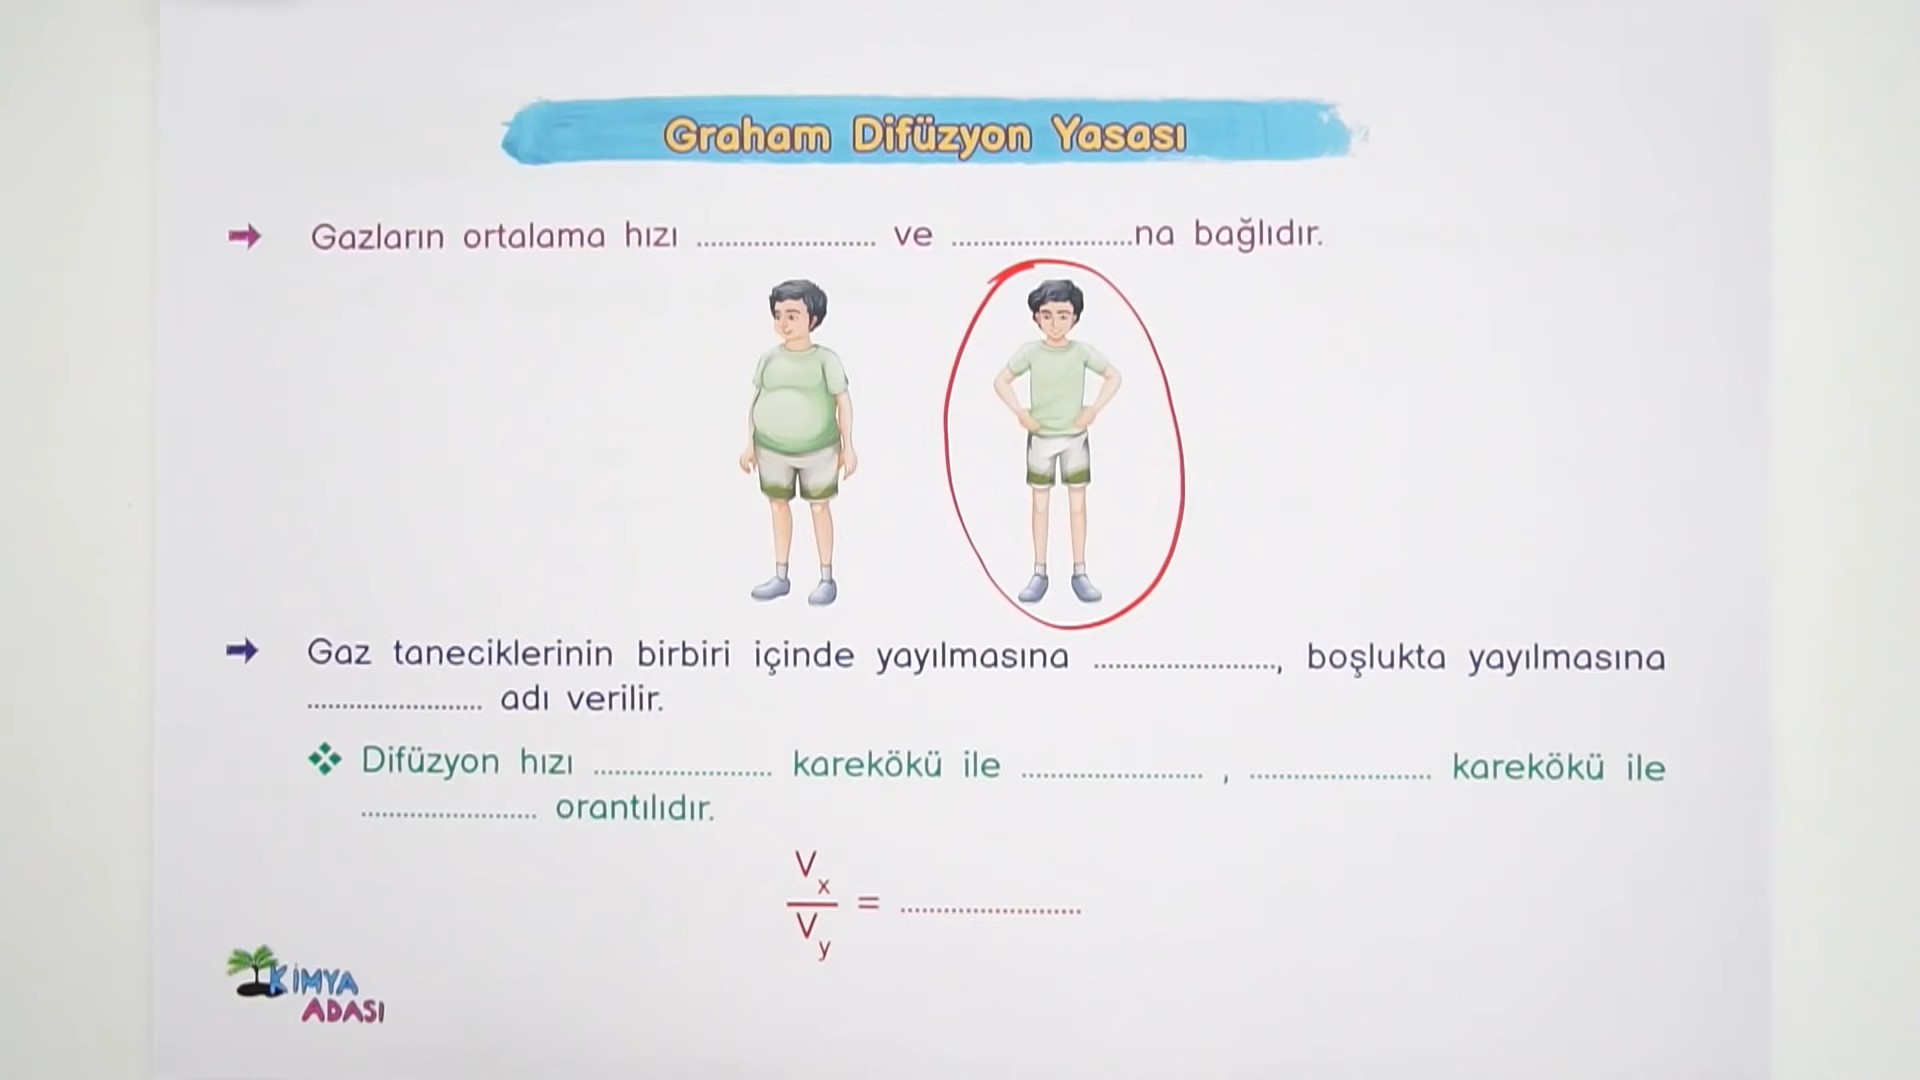 Graham Difüzyon Yasası
Gazların ortalama hızı ........................ ve ........................na bağlıdır.
Gaz taneciklerinin birbiri içinde yayılmasına ........................, boşlukta yayılmasına
........................ adı verilir.
Difüzyon hızı ........................ karekökü ile ........................ , ........................ karekökü ile
........................ orantılıdır.
Vx
Vy = ........................
KİMYA
ADASI